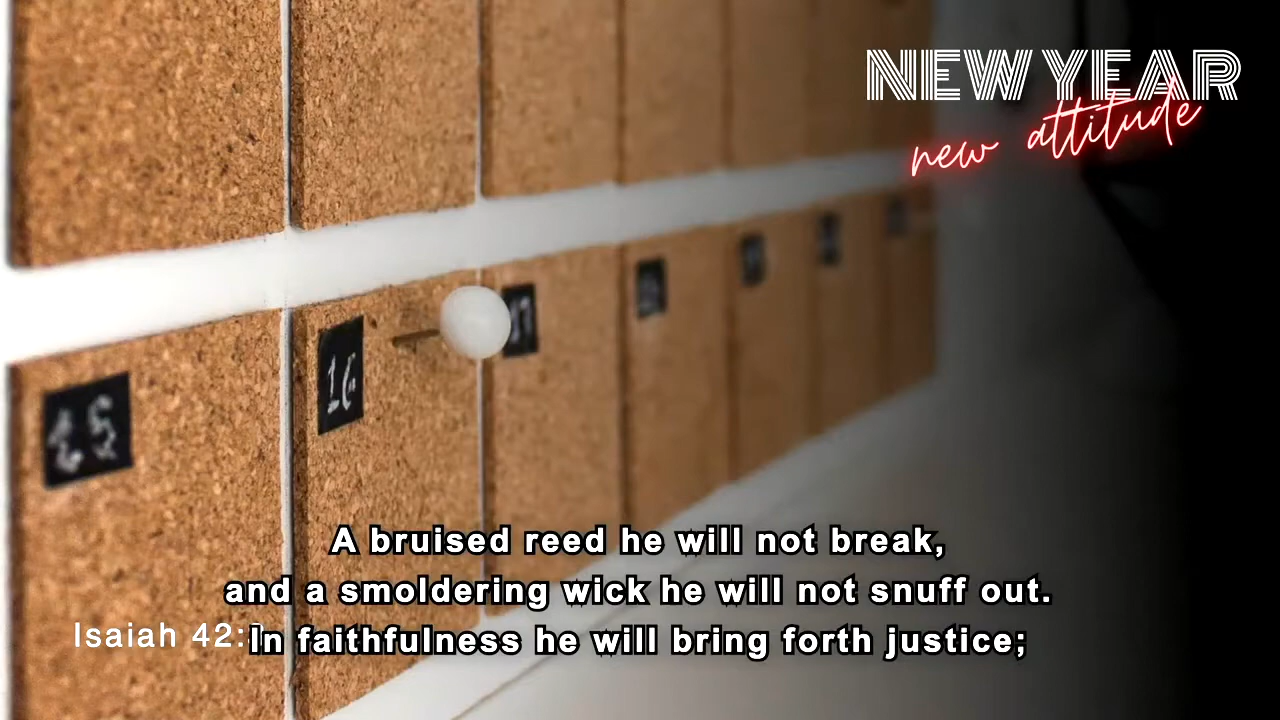 NEW YEAR
new attitude
16
15
A bruised reed he will not break,
and a smoldering wick he will not snuff out.
In faithfulness he will bring forth justice;
Isaiah 42: